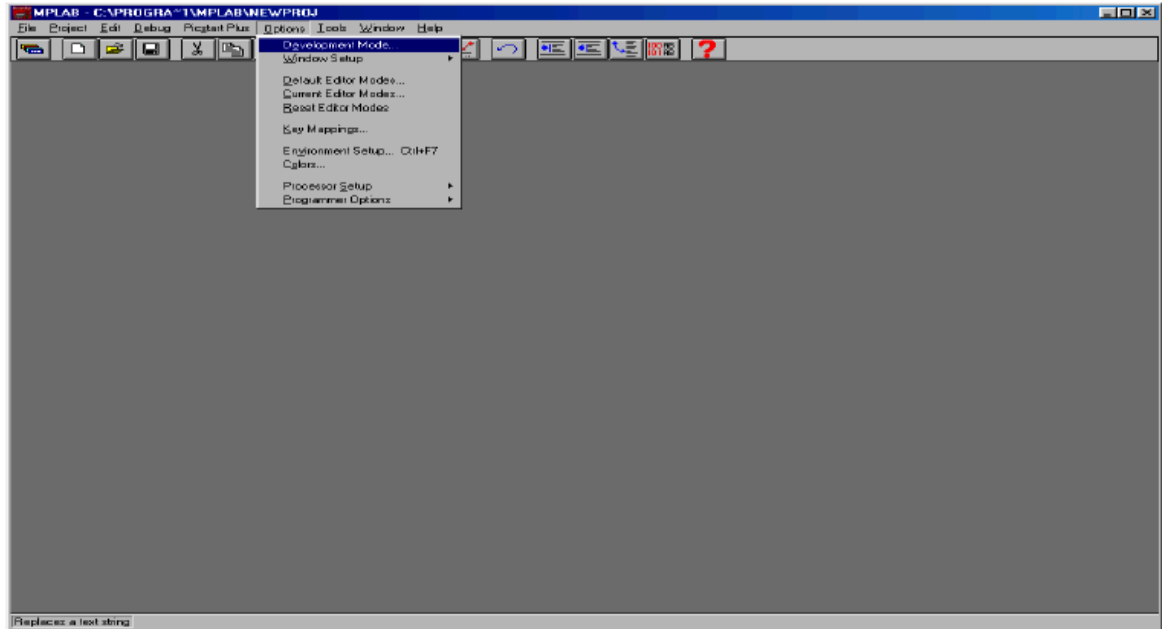 MPLAB - C:\PROGRA~1\MPLAB\NEWPROJ
File Project Edit Debug Picstart Plus Options Tools Window Help
Development Mode...
Window Setup
Default Editor Modes...
Current Editor Modes...
Reset Editor Modes
Key Mappings...
Environment Setup... Ctrl+F7
Colors...
Processor Setup
Programmer Options
Replaces a text string